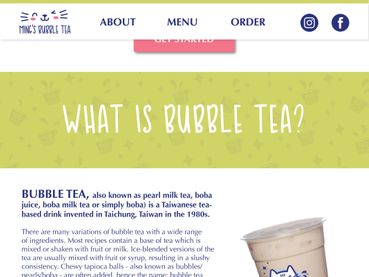 MING'S BUBBLE TEA
ABOUT
MENU
ORDER
GET STARTED
WHAT IS BUBBLE TEA?
BUBBLE TEA, also known as pearl milk tea, boba
juice, boba milk tea or simply boba) is a Taiwanese tea-
based drink invented in Taichung, Taiwan in the 1980s.
There are many variations of bubble tea with a wide range
of ingredients. Most recipes contain a base of tea which is
mixed or shaken with fruit or milk. Ice-blended versions of the
tea are usually mixed with fruit or syrup, resulting in a slushy
consistency. Chewy tapioca balls - also known as bubbles/
pearls/boba - are often added, hence the name: bubble tea